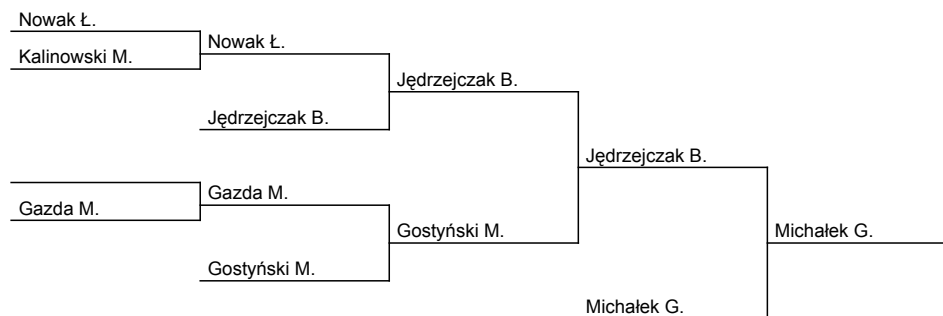 Nowak Ł.
Kalinowski M.
Nowak Ł.
Jędrzejczak B.
Jędrzejczak B.
Gazda M.
Gazda M.
Gostyński M.
Gostyński M.
Jędrzejczak B.
Michałek G.
Michałek G.